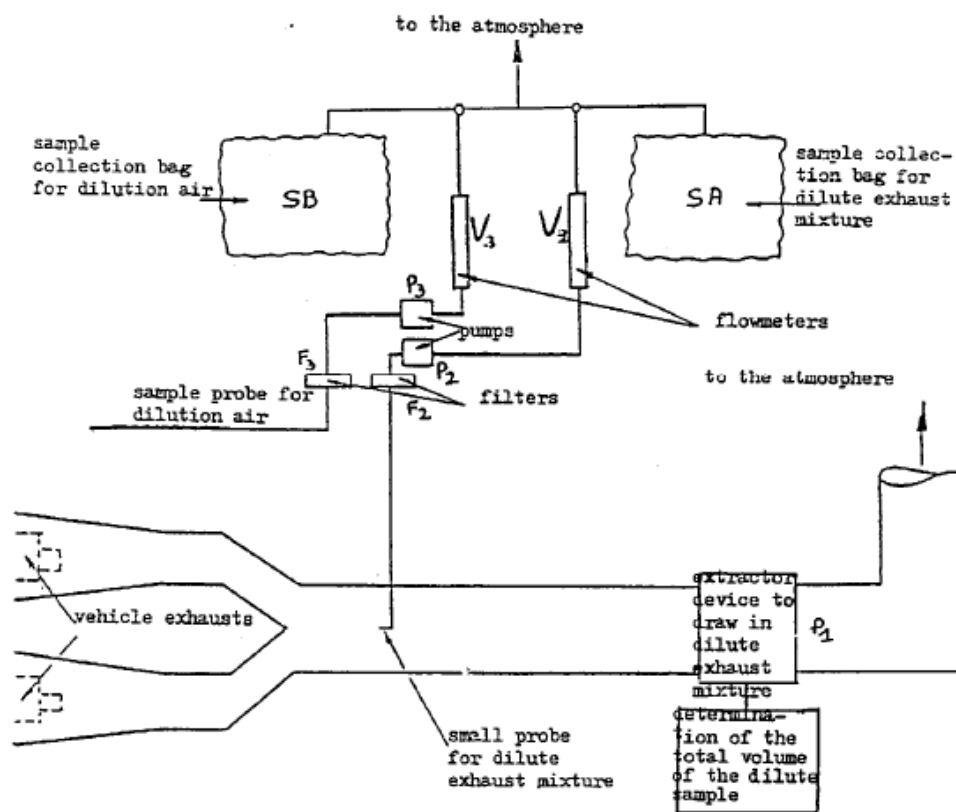 to the atmosphere
sample
collection bag
for dilution air
SB
SA
sample collec-
tion bag for
dilute exhaust
mixture
V3
V2
P3
pumps
flowmeters
F3
P2
to the atmosphere
sample probe for
dilution air
F2
filters
vehicle exhausts
extractor
device to
draw in
dilute
exhaust
mixture
P1
small probe
for dilute
exhaust mixture
determina-
tion of the
total volume
of the dilute
sample